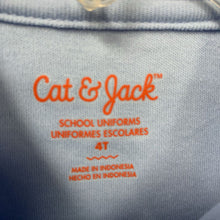 Cat & Jack™
SCHOOL UNIFORMS
UNIFORMES ESCOLARES
4T
MADE IN INDONESIA
HECHO EN INDONESIA